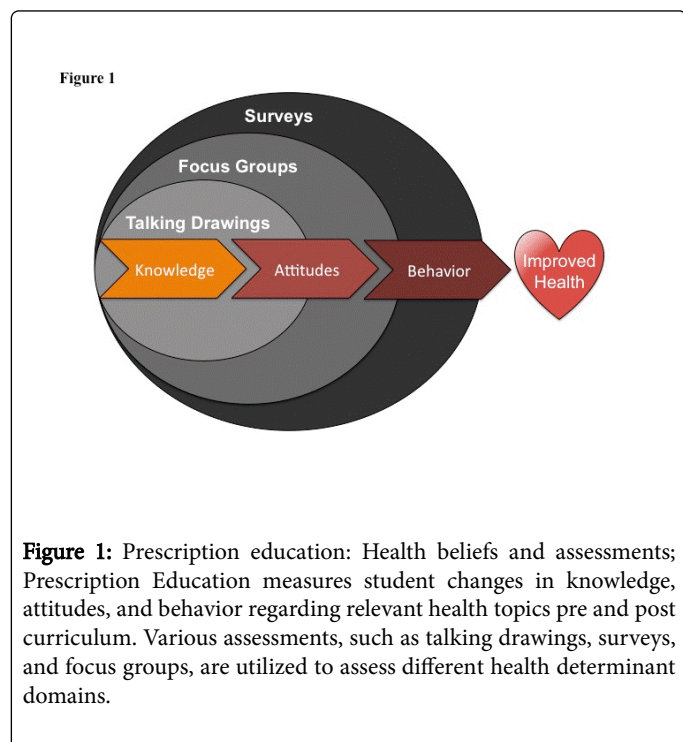 Figure 1
Surveys
Focus Groups
Talking Drawings
Knowledge
Attitudes
Behavior
Improved
Health
Figure 1: Prescription education: Health beliefs and assessments;
Prescription Education measures student changes in knowledge,
attitudes, and behavior regarding relevant health topics pre and post
curriculum. Various assessments, such as talking drawings, surveys,
and focus groups, are utilized to assess different health determinant
domains.